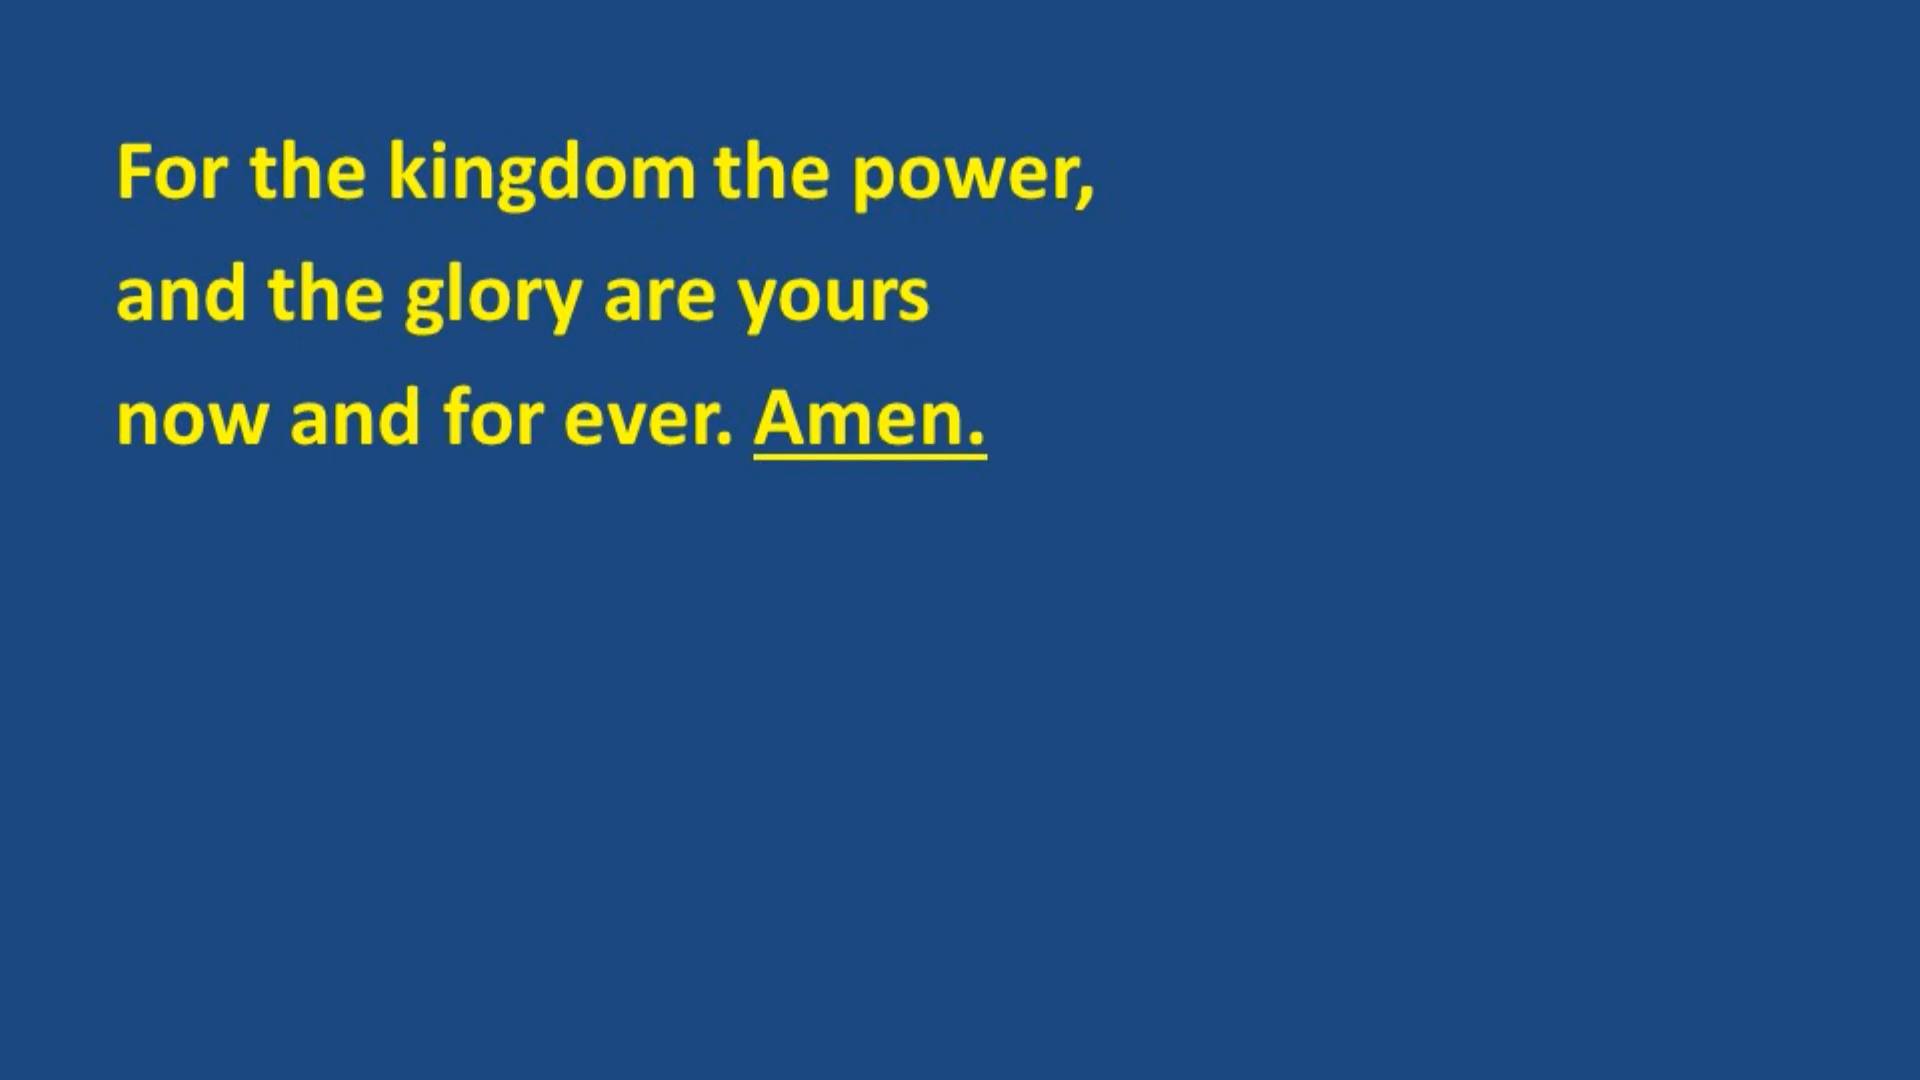 For the kingdom the power,
and the glory are yours
now and for ever. Amen.